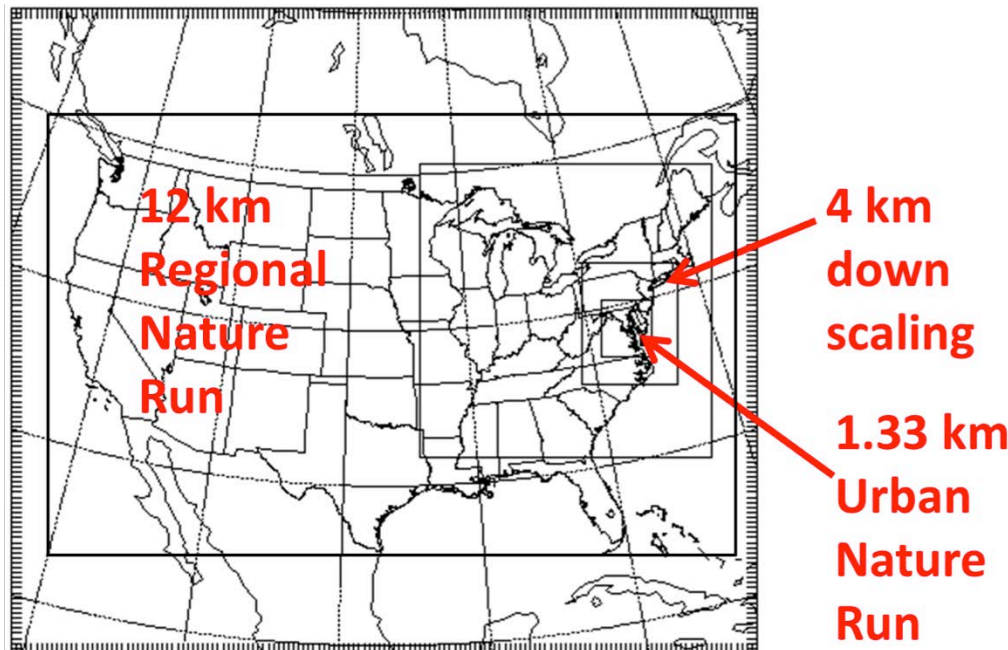 12 km
Regional
Nature
Run
4 km
down
scaling
1.33 km
Urban
Nature
Run